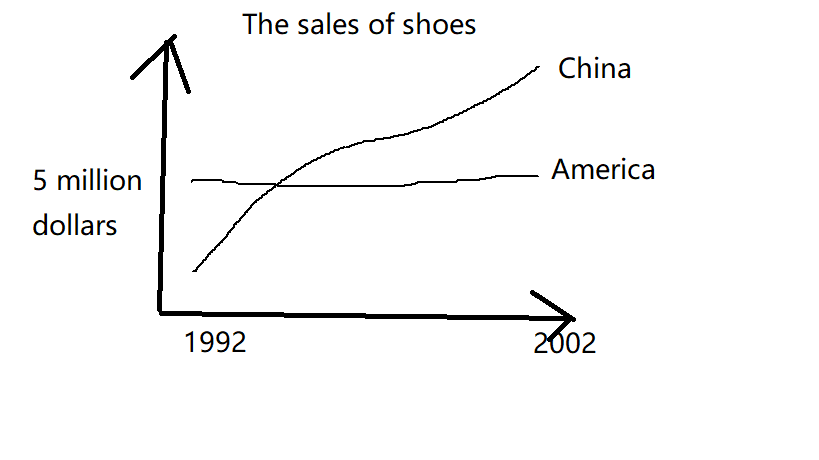 The sales of shoes
China
America
5 million
dollars
1992
2002